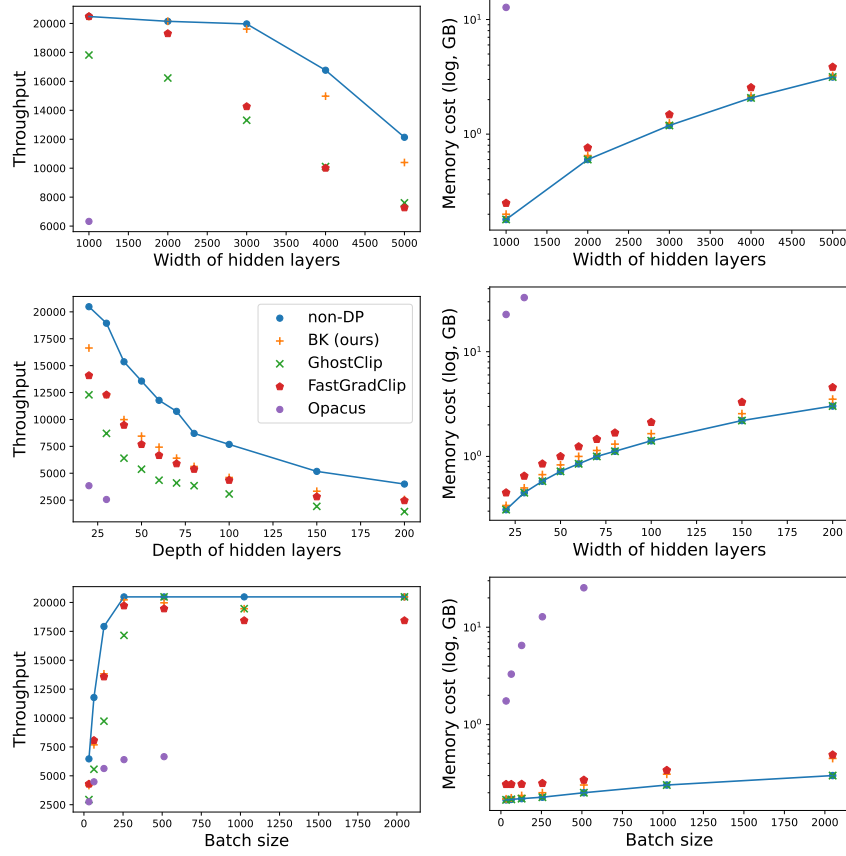 20000
18000
16000
14000
12000
10000
8000
6000
Throughput
1000 1500 2000 2500 3000 3500 4000 4500 5000
Width of hidden layers
10¹
10⁰
Memory cost (log, GB)
1000 1500 2000 2500 3000 3500 4000 4500 5000
Width of hidden layers
20000
17500
15000
12500
10000
7500
5000
2500
Throughput
non-DP
BK (ours)
GhostClip
FastGradClip
Opacus
25 50 75 100 125 150 175 200
Depth of hidden layers
10¹
10⁰
Memory cost (log, GB)
25 50 75 100 125 150 175 200
Width of hidden layers
20000
17500
15000
12500
10000
7500
5000
2500
Throughput
0 250 500 750 1000 1250 1500 1750 2000
Batch size
10¹
10⁰
Memory cost (log, GB)
0 250 500 750 1000 1250 1500 1750 2000
Batch size